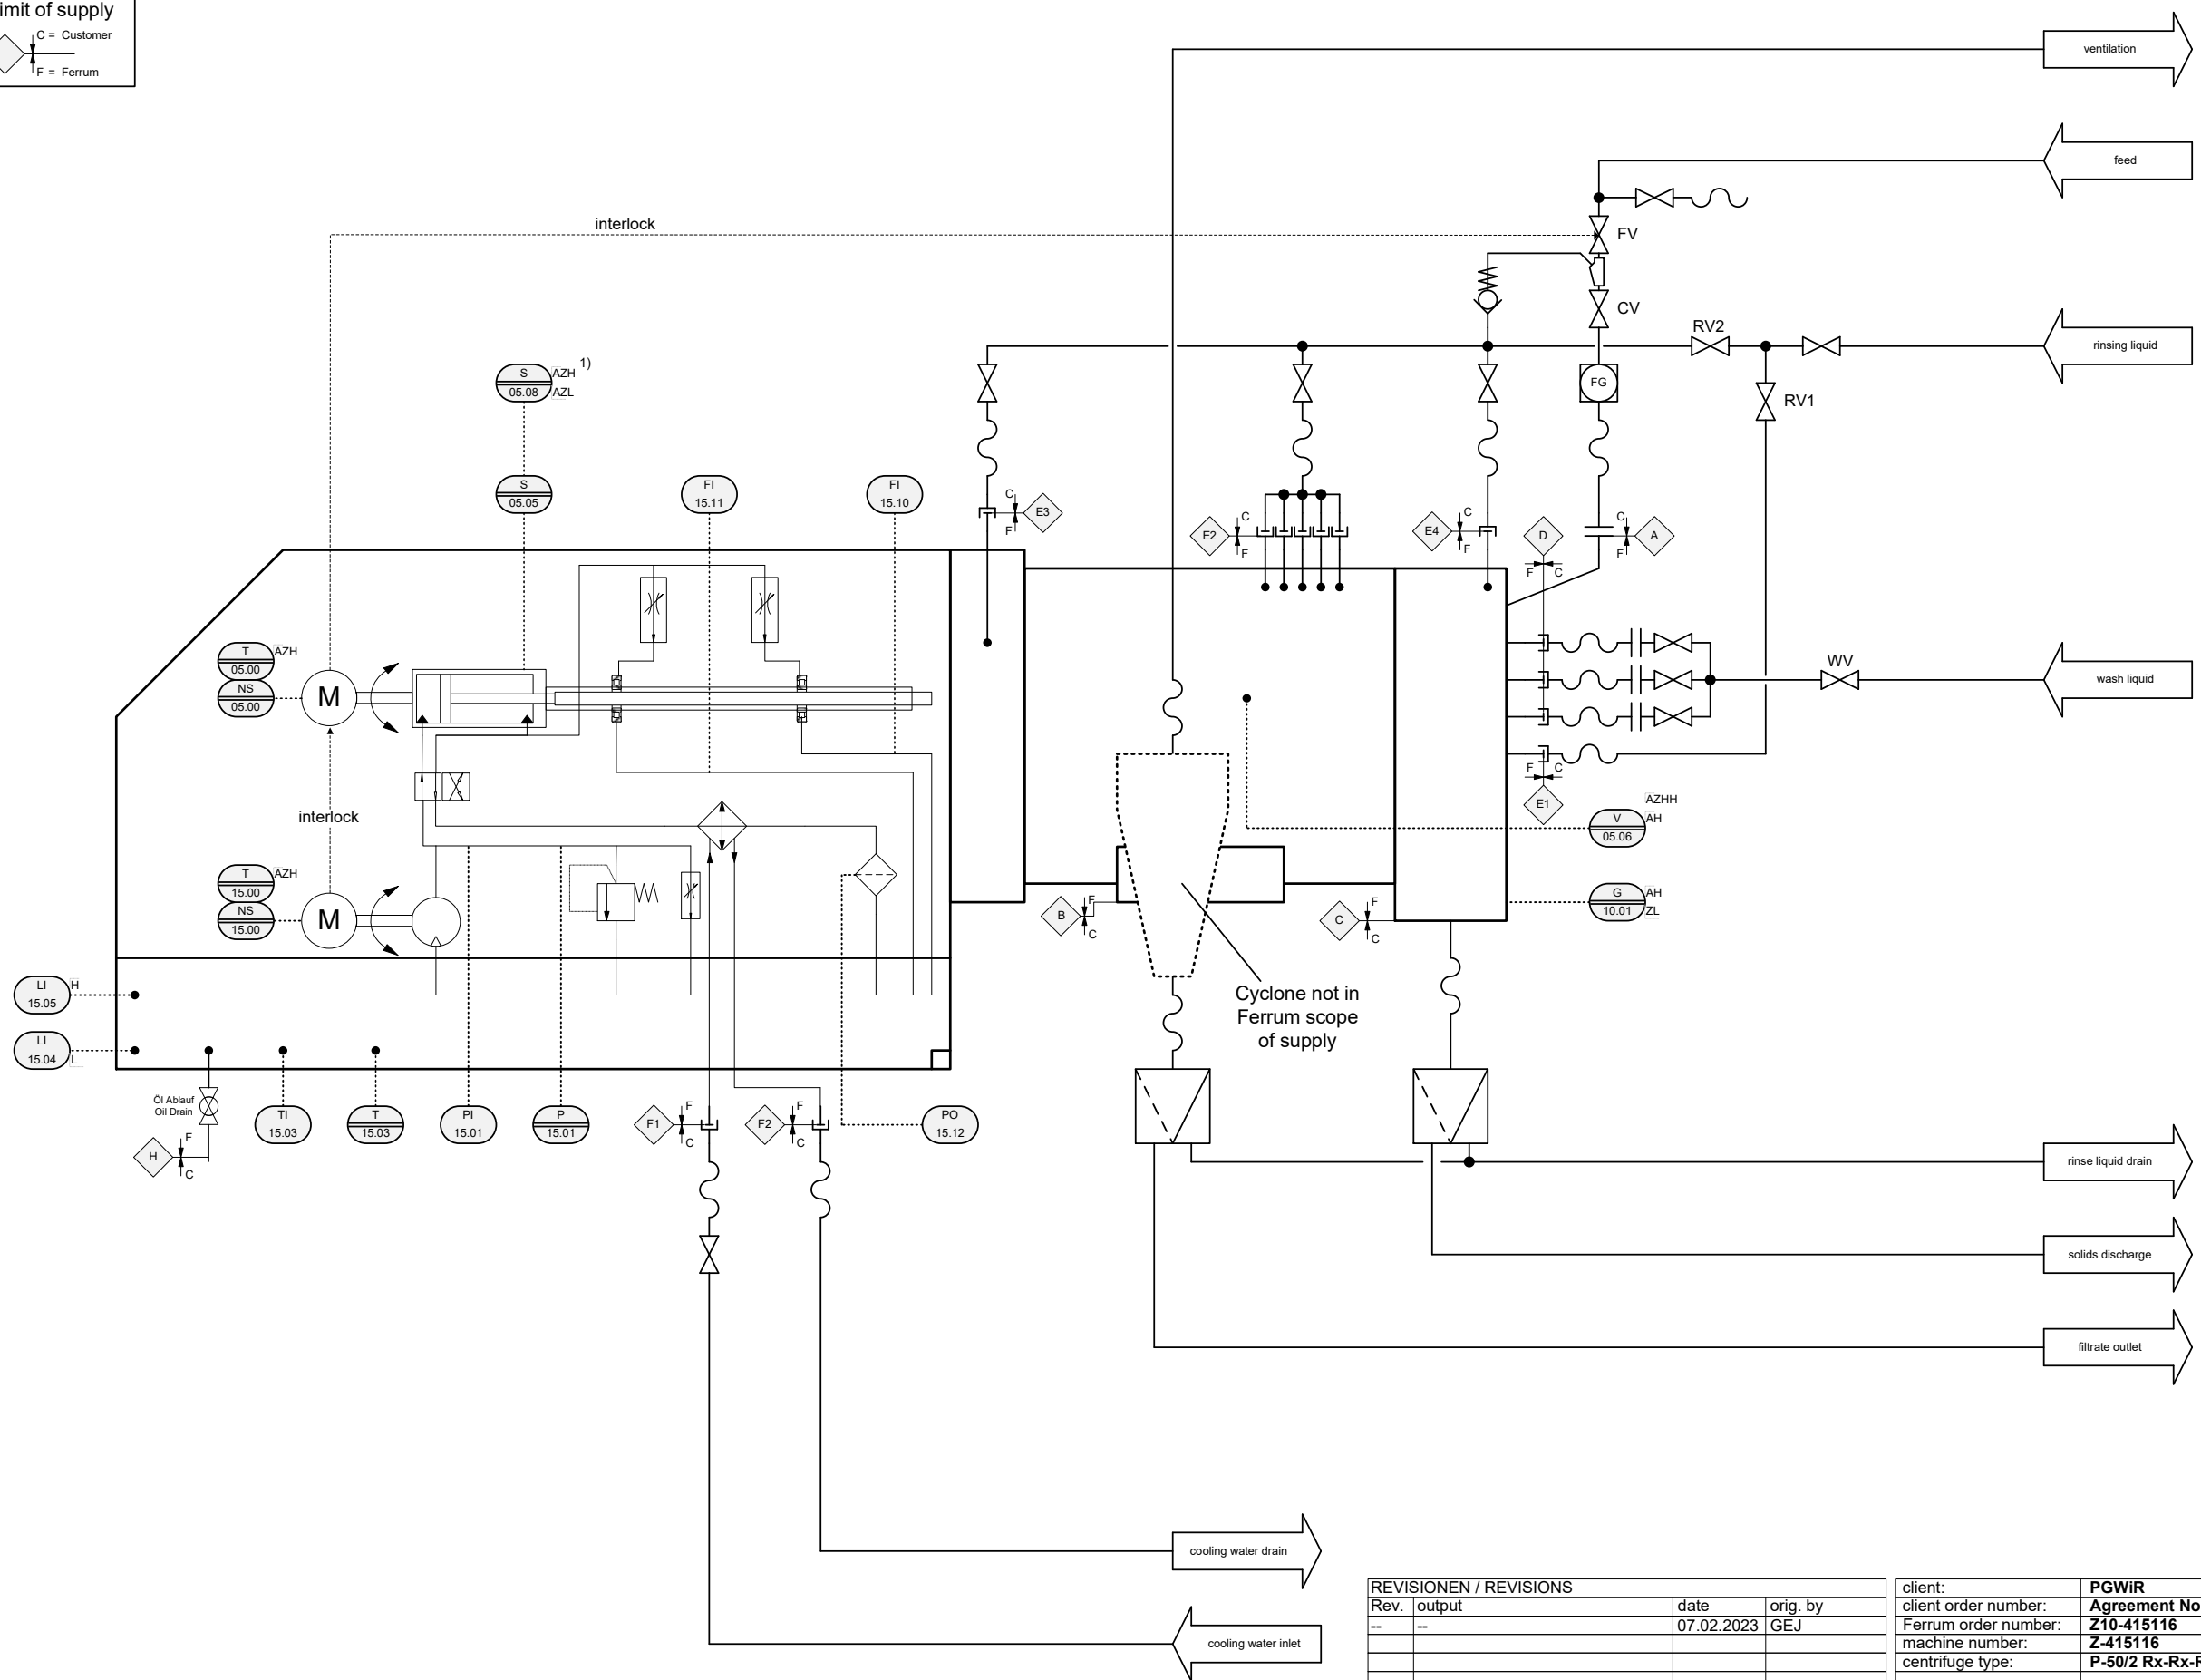 imit of supply
C = Customer
F = Ferrum
ventilation
feed
interlock
FV
CV
RV2
rinsing liquid
S
05.08
AZH 1)
AZL
FG
RV1
S
05.05
FI
15.11
FI
15.10
C
F
E3
E2
C
F
E4
C
F
D
F C
C
F
A
T
05.00
AZH
NS
05.00
M
WV
wash liquid
F C
E1
AZHH
V
05.06
AH
interlock
T
15.00
AZH
NS
15.00
M
G
10.01
AH
ZL
B
F
C
C
F
C
LI
15.05
H
LI
15.04
L
Cyclone not in
Ferrum scope
of supply
Öl Ablauf
Oil Drain
H
F
C
TI
15.03
T
15.03
PI
15.01
P
15.01
F1
F
C
F2
F
C
PO
15.12
rinse liquid drain
solids discharge
filtrate outlet
cooling water drain
cooling water inlet
REVISIONEN / REVISIONS
Rev. output date orig. by
-- -- 07.02.2023 GEJ
client: PGWiR
client order number: Agreement No
Ferrum order number: Z10-415116
machine number: Z-415116
centrifuge type: P-50/2 Rx-Rx-R